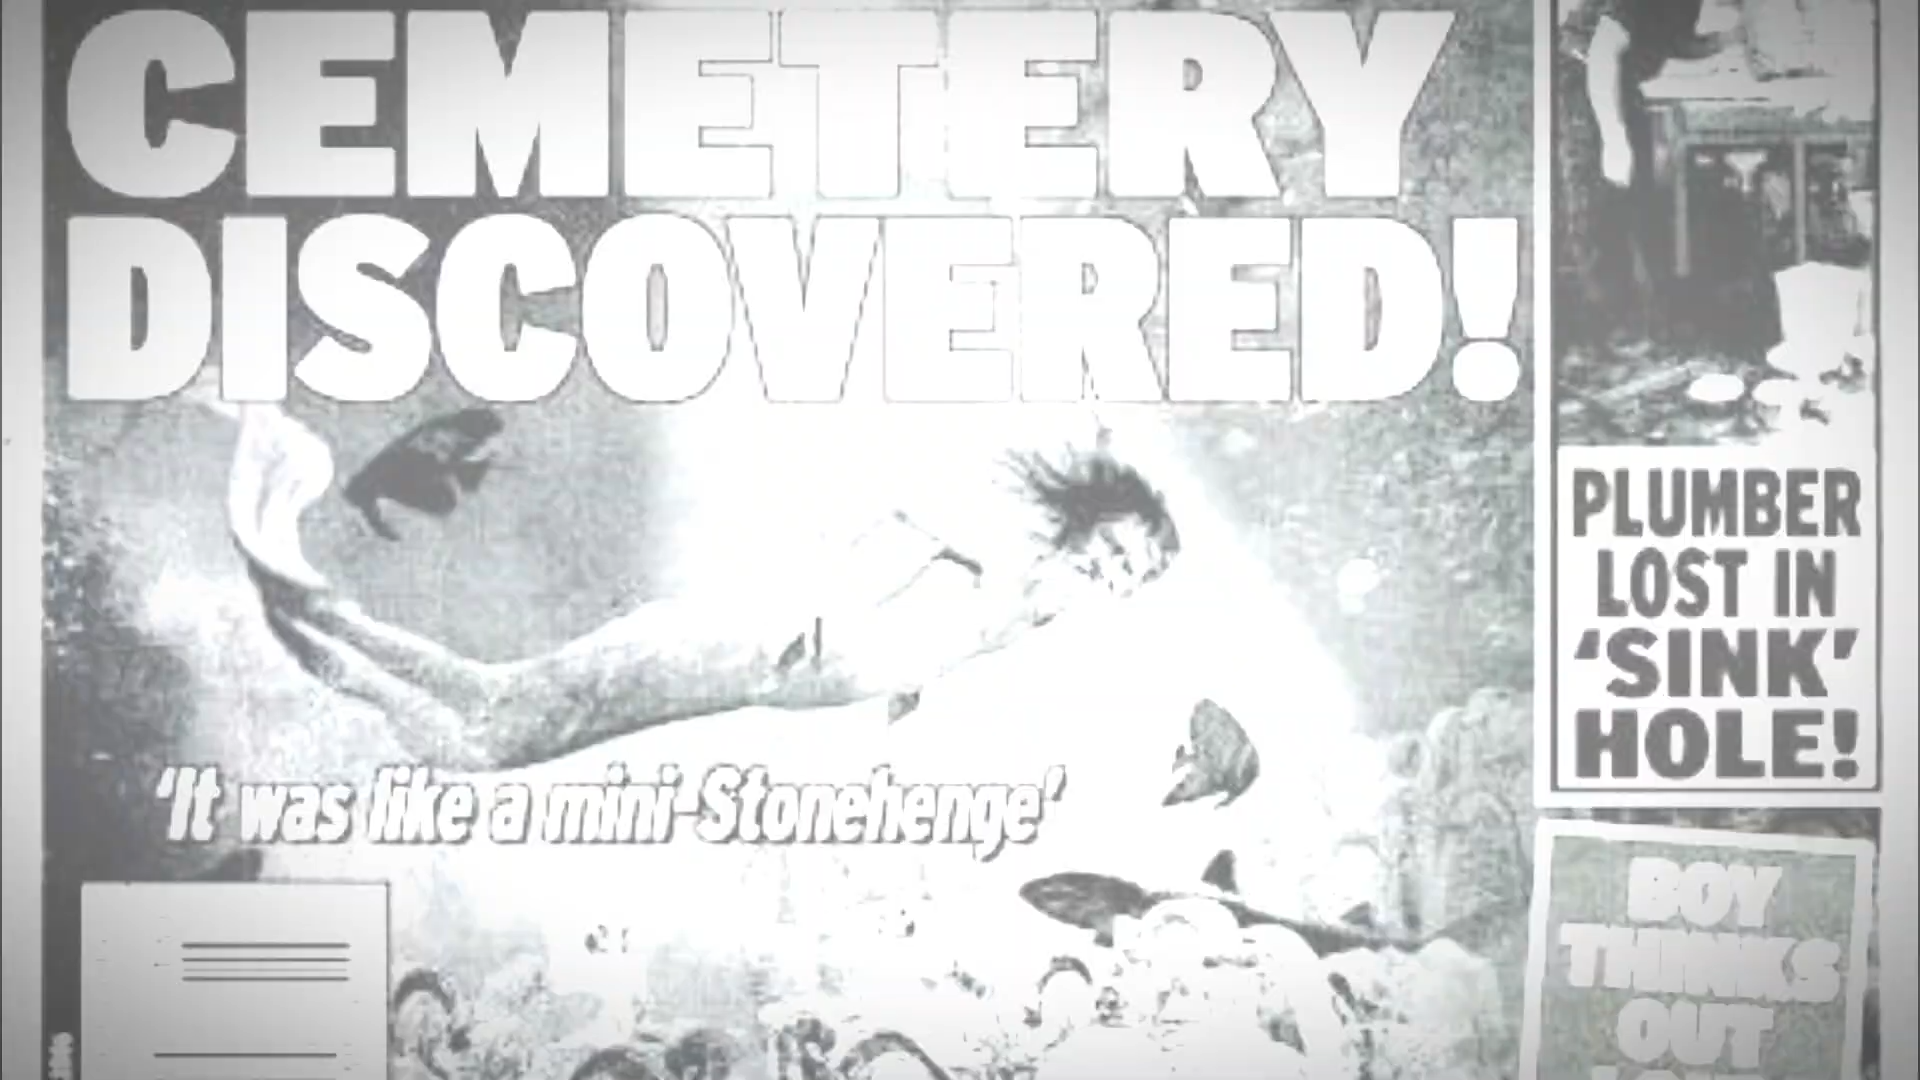 CEMETERY
DISCOVERED!
'It was like a mini-Stonehenge'
PLUMBER
LOST IN
'SINK'
HOLE!
BOY
THINKS
OUT